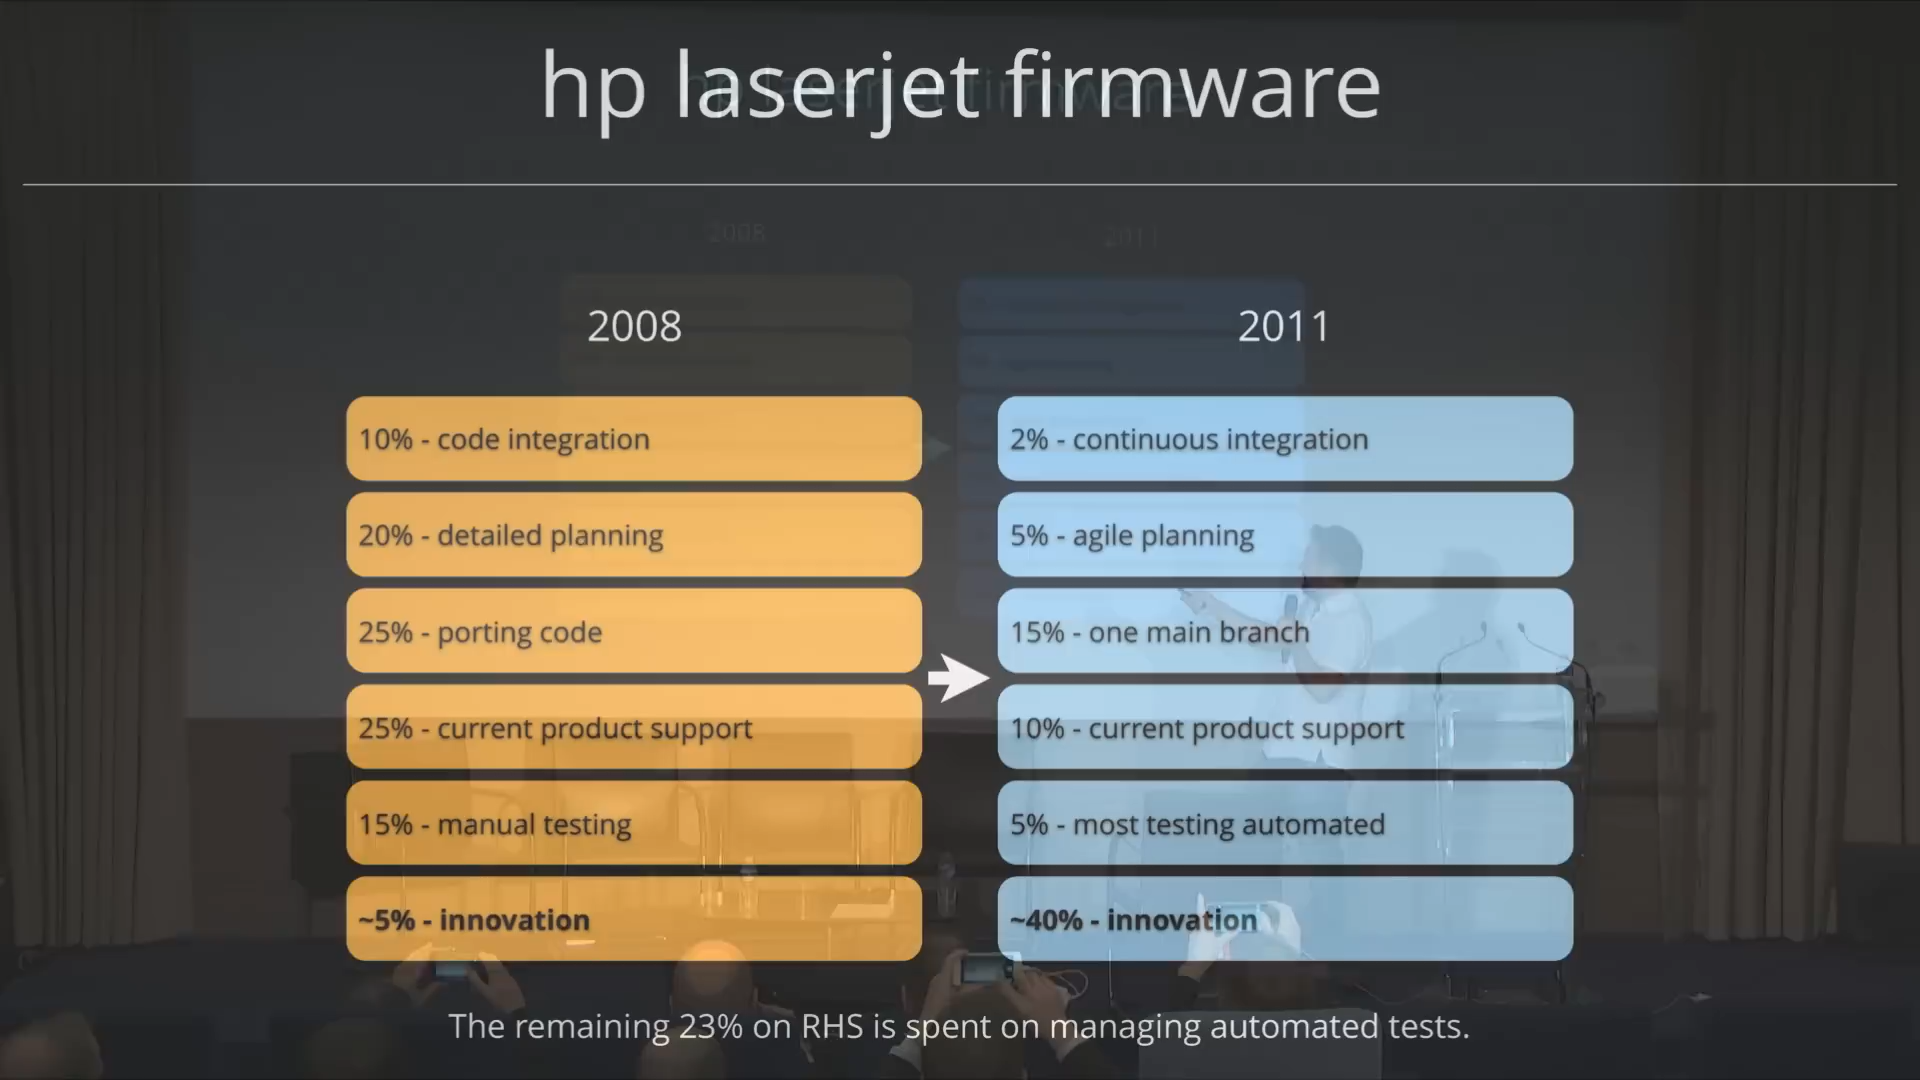 hp laserjet firmware
2008
2011
10% - code integration
20% - detailed planning
25% - porting code
25% - current product support
15% - manual testing
~5% - innovation
2% - continuous integration
5% - agile planning
15% - one main branch
10% - current product support
5% - most testing automated
~40% - innovation
The remaining 23% on RHS is spent on managing automated tests.